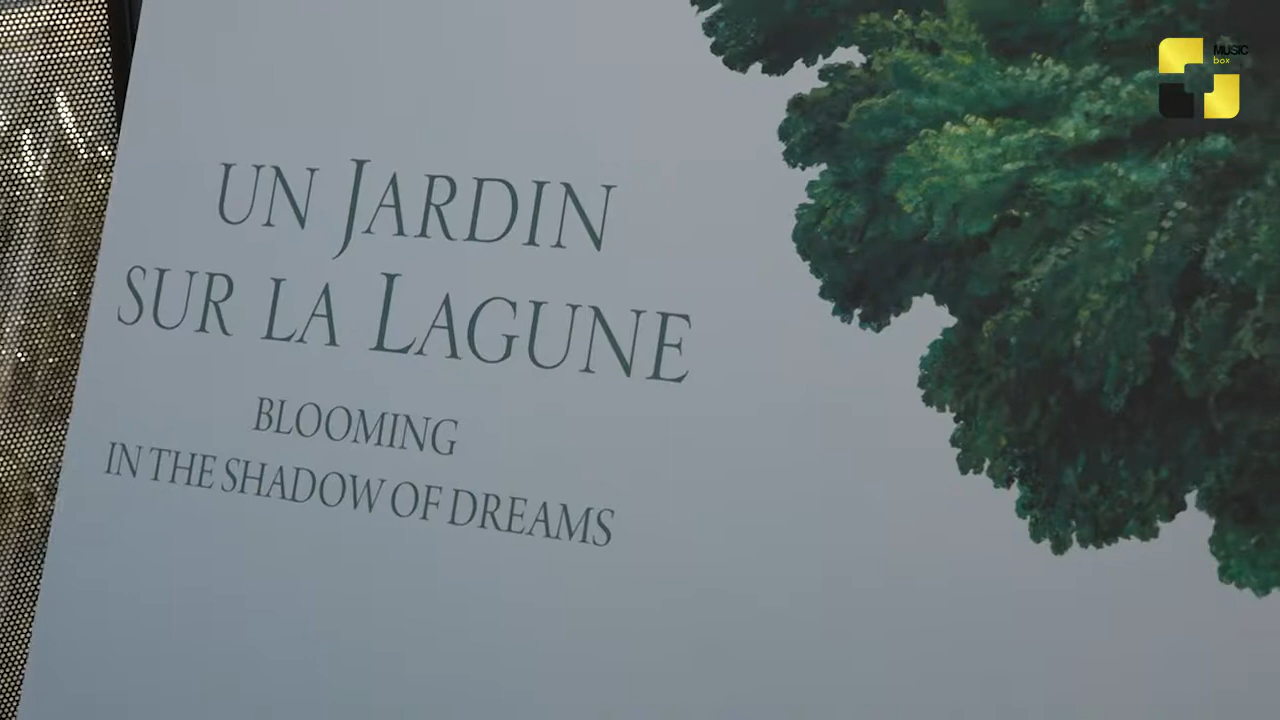 UN JARDIN
SUR LA LAGUNE
BLOOMING
IN THE SHADOW OF DREAMS
MUSIC
box